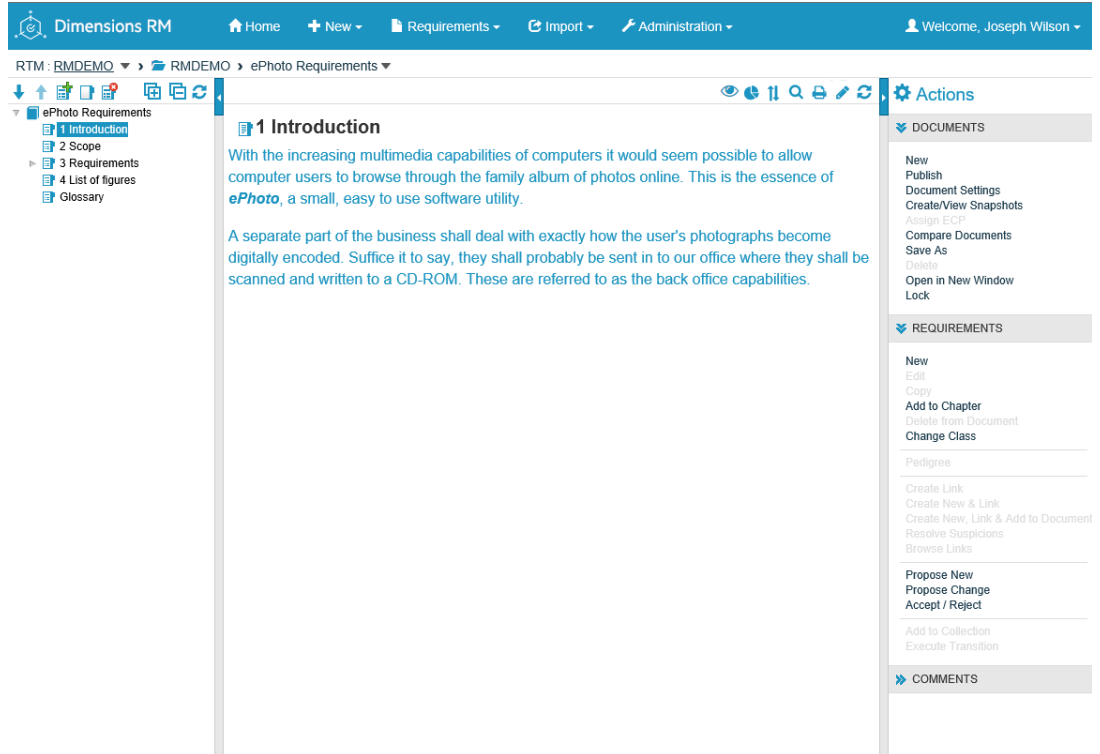 Dimensions RM
Home
New
Requirements
Import
Administration
Welcome, Joseph Wilson
RTM : RMDEMO › RMDEMO › ePhoto Requirements
ePhoto Requirements
1 Introduction
2 Scope
3 Requirements
4 List of figures
Glossary
1 Introduction
With the increasing multimedia capabilities of computers it would seem possible to allow
computer users to browse through the family album of photos online. This is the essence of
ePhoto, a small, easy to use software utility.
A separate part of the business shall deal with exactly how the user's photographs become
digitally encoded. Suffice it to say, they shall probably be sent in to our office where they shall be
scanned and written to a CD-ROM. These are referred to as the back office capabilities.
Actions
DOCUMENTS
New
Publish
Document Settings
Create/View Snapshots
Assign ECP
Compare Documents
Save As
Delete
Open in New Window
Lock
REQUIREMENTS
New
Edit
Copy
Add to Chapter
Delete from Document
Change Class
Pedigree
Create Link
Create New & Link
Create New, Link & Add to Document
Resolve Suspicions
Browse Links
Propose New
Propose Change
Accept / Reject
Add to Collection
Execute Transition
COMMENTS